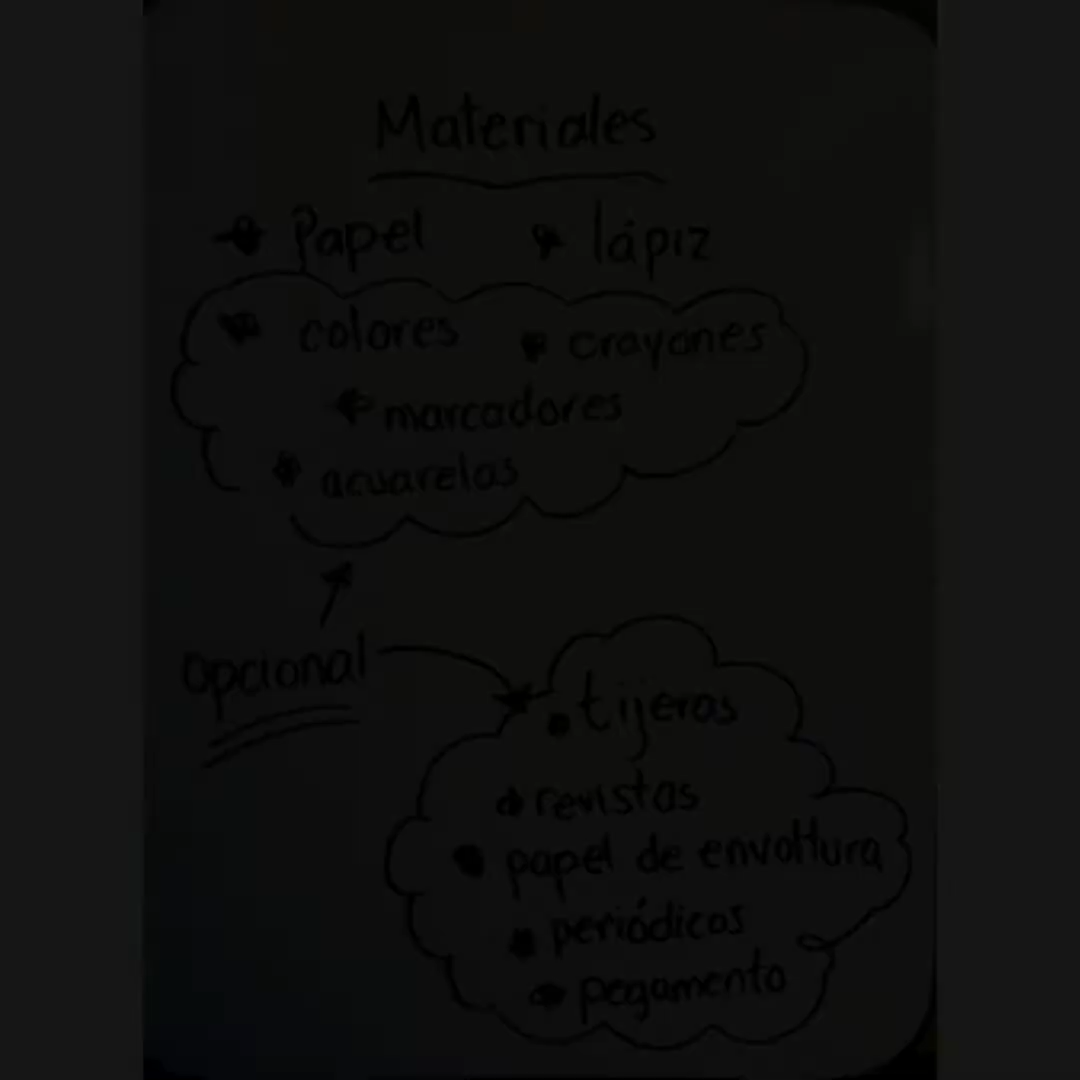 Materiales
Papel lápiz
colores crayones
marcadores
acuarelas
opcional
tijeras
revistas
papel de envoltura
periódicos
pegamento